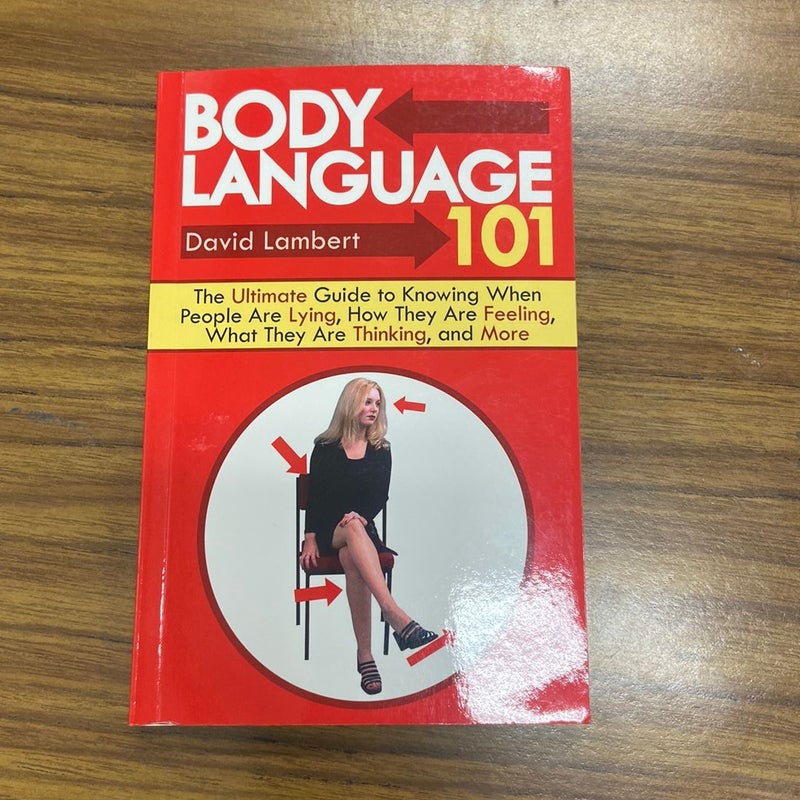 BODY
LANGUAGE
101
David Lambert
The Ultimate Guide to Knowing When
People Are Lying, How They Are Feeling,
What They Are Thinking, and More